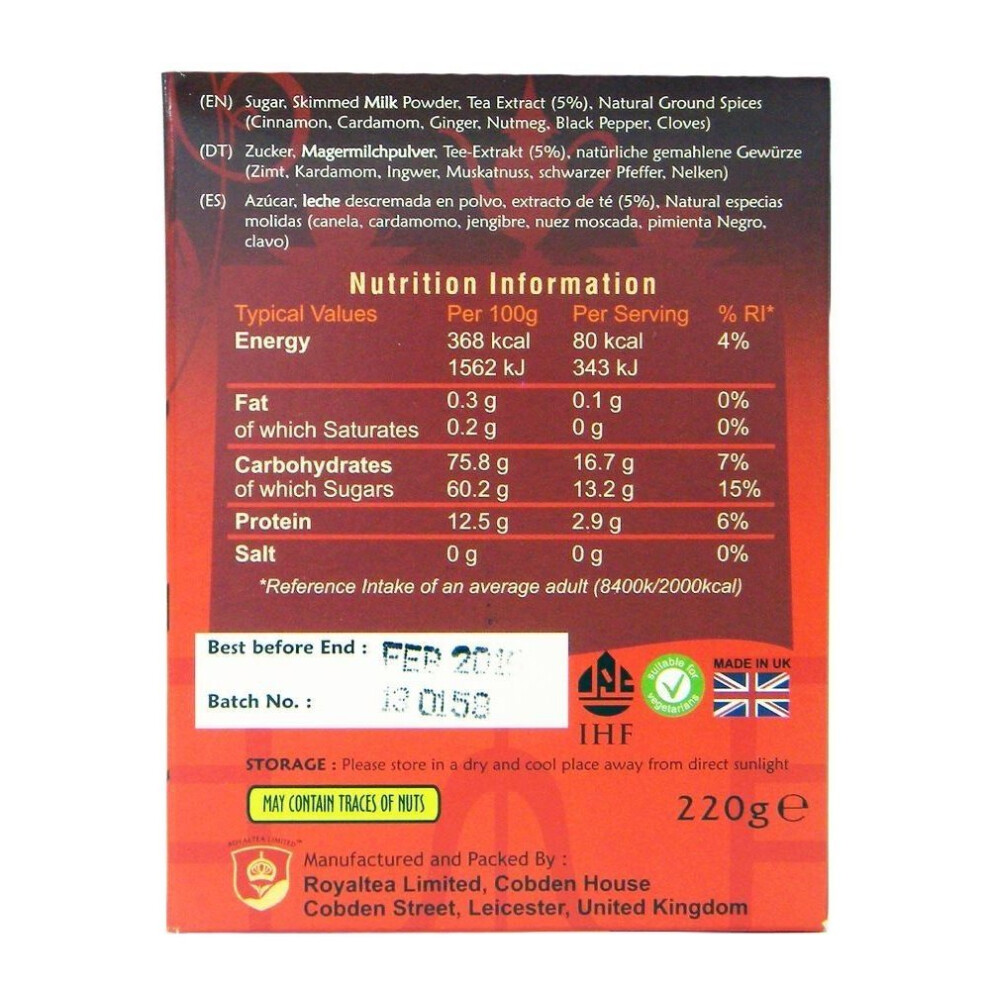 (EN) Sugar, Skimmed Milk Powder, Tea Extract (5%), Natural Ground Spices
(Cinnamon, Cardamom, Ginger, Nutmeg, Black Pepper, Cloves)
(DT) Zucker, Magermilchpulver, Tee-Extrakt (5%), natürliche gemahlene Gewürze
(Zimt, Kardamom, Ingwer, Muskatnuss, schwarzer Pfeffer, Nelken)
(ES) Azúcar, leche descremada en polvo, extracto de té (5%), Natural especias
molidas (canela, cardamomo, jengibre, nuez moscada, pimienta Negro,
clavo)
Nutrition Information
Typical Values Per 100g Per Serving % RI*
Energy 368 kcal 80 kcal 4%
1562 kJ 343 kJ
Fat 0.3 g 0.1 g 0%
of which Saturates 0.2 g 0 g 0%
Carbohydrates 75.8 g 16.7 g 7%
of which Sugars 60.2 g 13.2 g 15%
Protein 12.5 g 2.9 g 6%
Salt 0 g 0 g 0%
*Reference Intake of an average adult (8400k/2000kcal)
Best before End : FEB
Batch No. : 13 0158
IHF
suitable for vegetarians
MADE IN UK
STORAGE : Please store in a dry and cool place away from direct sunlight
MAY CONTAIN TRACES OF NUTS
220g ℮
ROYALTEA LIMITED™
Manufactured and Packed By :
Royaltea Limited, Cobden House
Cobden Street, Leicester, United Kingdom